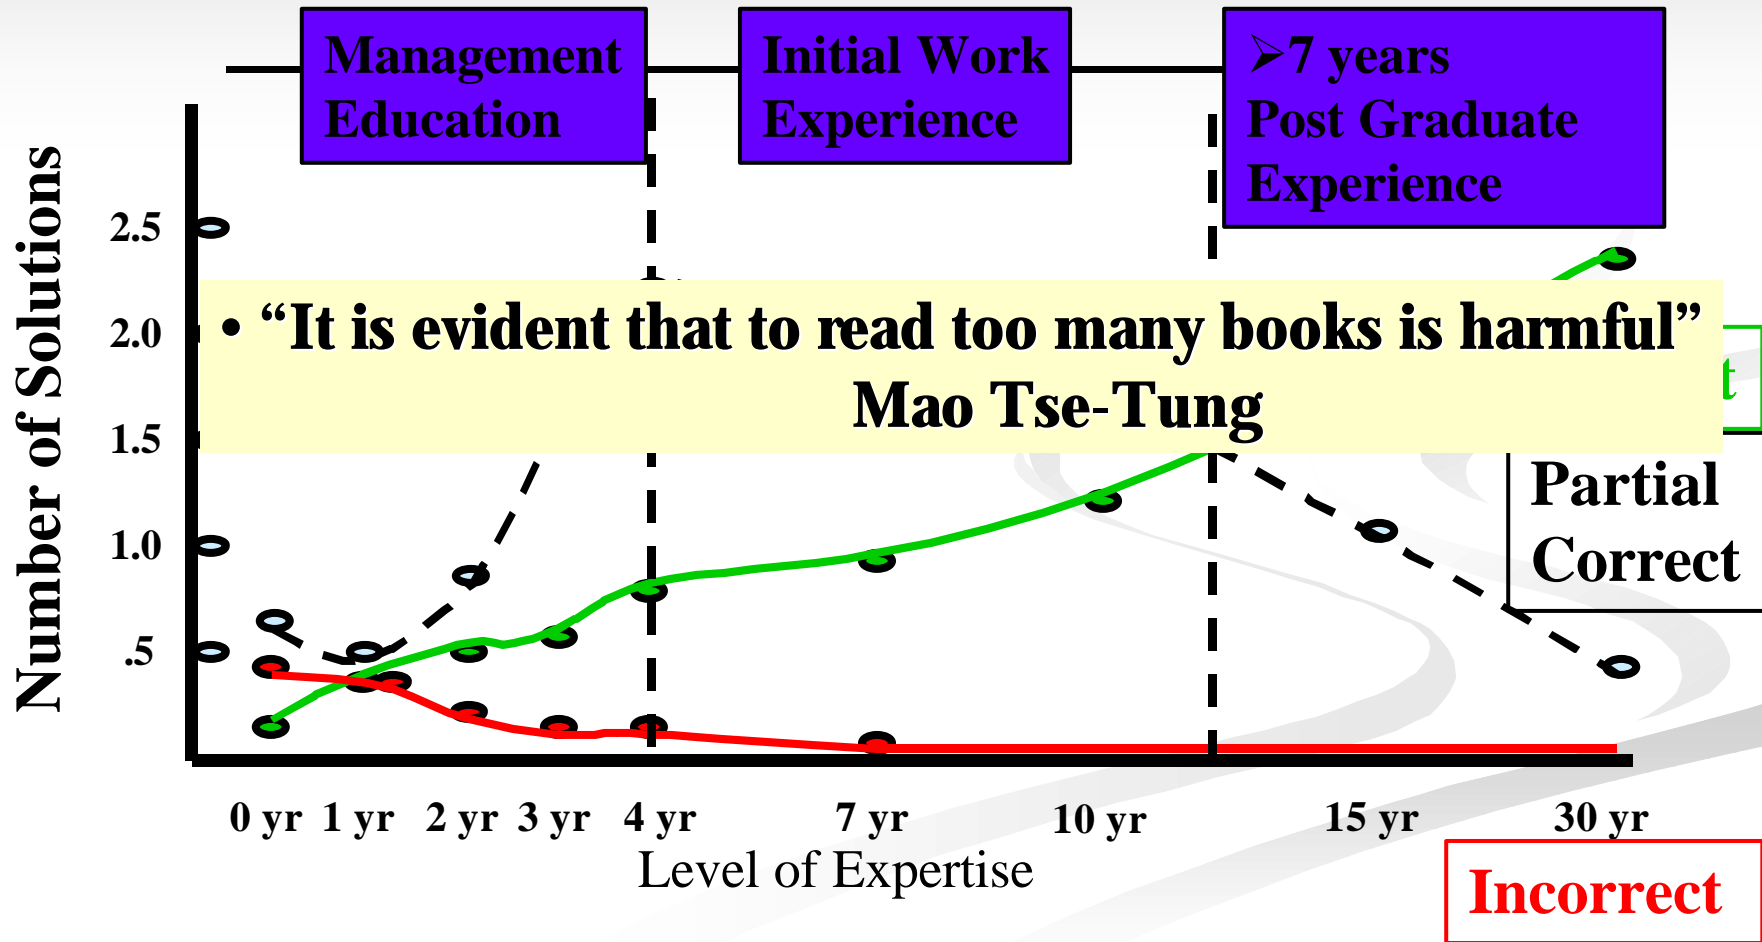 Management
Education
Initial Work
Experience
➢7 years
Post Graduate
Experience
Number of Solutions
2.5
2.0
1.5
1.0
.5
• “It is evident that to read too many books is harmful”
Mao Tse-Tung
t
Partial
Correct
0 yr 1 yr 2 yr 3 yr 4 yr 7 yr 10 yr 15 yr 30 yr
Level of Expertise
Incorrect